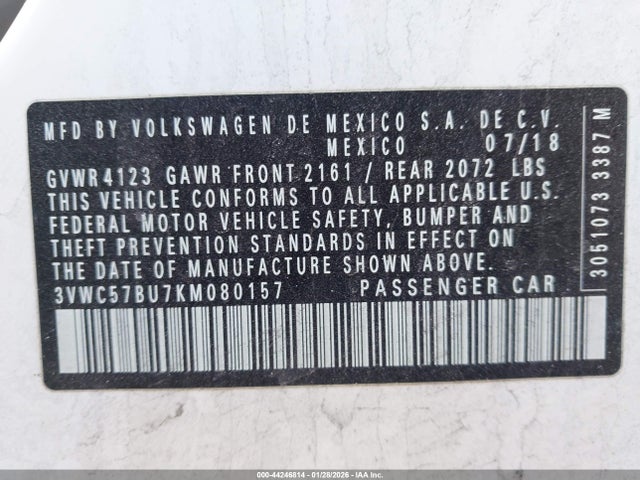 MFD BY VOLKSWAGEN DE MEXICO S.A. DE C.V.
MEXICO 07/18
GVWR 4123 GAWR FRONT 2161 / REAR 2072 LBS
THIS VEHICLE CONFORMS TO ALL APPLICABLE U.S.
FEDERAL MOTOR VEHICLE SAFETY, BUMPER AND
THEFT PREVENTION STANDARDS IN EFFECT ON
THE DATE OF MANUFACTURE SHOWN ABOVE.
3VWC57BU7KM080157 PASSENGER CAR
3051073 3387 M
000-44246814 - 01/28/2026 - IAAI, Inc.